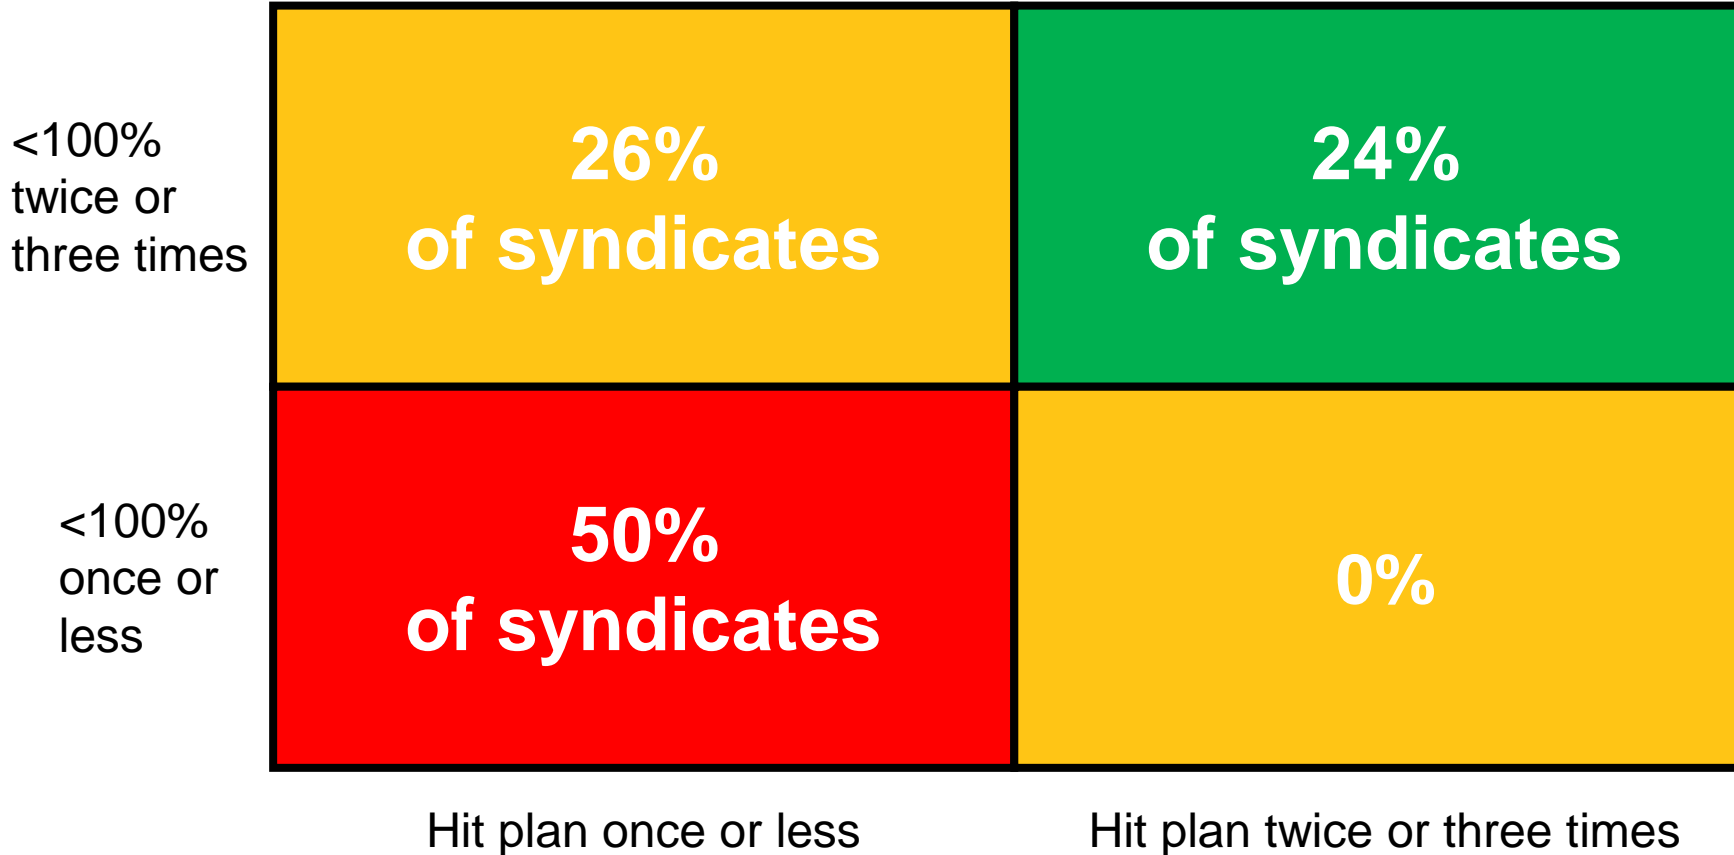 <100%
twice or
three times
26%
of syndicates
24%
of syndicates
<100%
once or
less
50%
of syndicates
0%
Hit plan once or less
Hit plan twice or three times